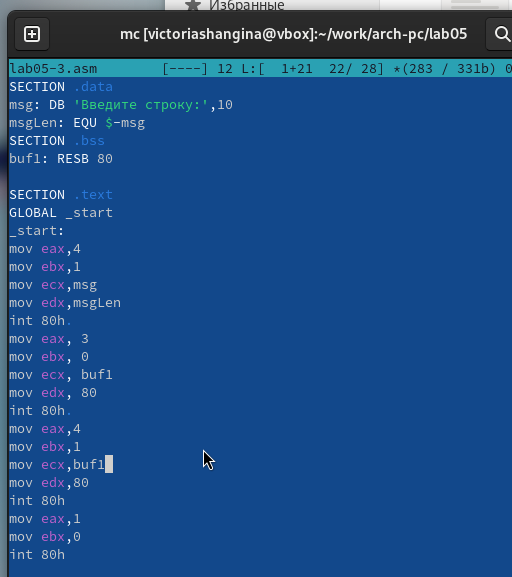 Избранные
mc [victoriashangina@vbox]:~/work/arch-pc/lab05
lab05-3.asm [----] 12 L:[ 1+21 22/ 28] *(283 / 331b) 0
SECTION .data
msg: DB 'Введите строку:',10
msgLen: EQU $-msg
SECTION .bss
buf1: RESB 80
SECTION .text
GLOBAL _start
_start:
mov eax,4
mov ebx,1
mov ecx,msg
mov edx,msgLen
int 80h.
mov eax, 3
mov ebx, 0
mov ecx, buf1
mov edx, 80
int 80h.
mov eax,4
mov ebx,1
mov ecx,buf1
mov edx,80
int 80h
mov eax,1
mov ebx,0
int 80h